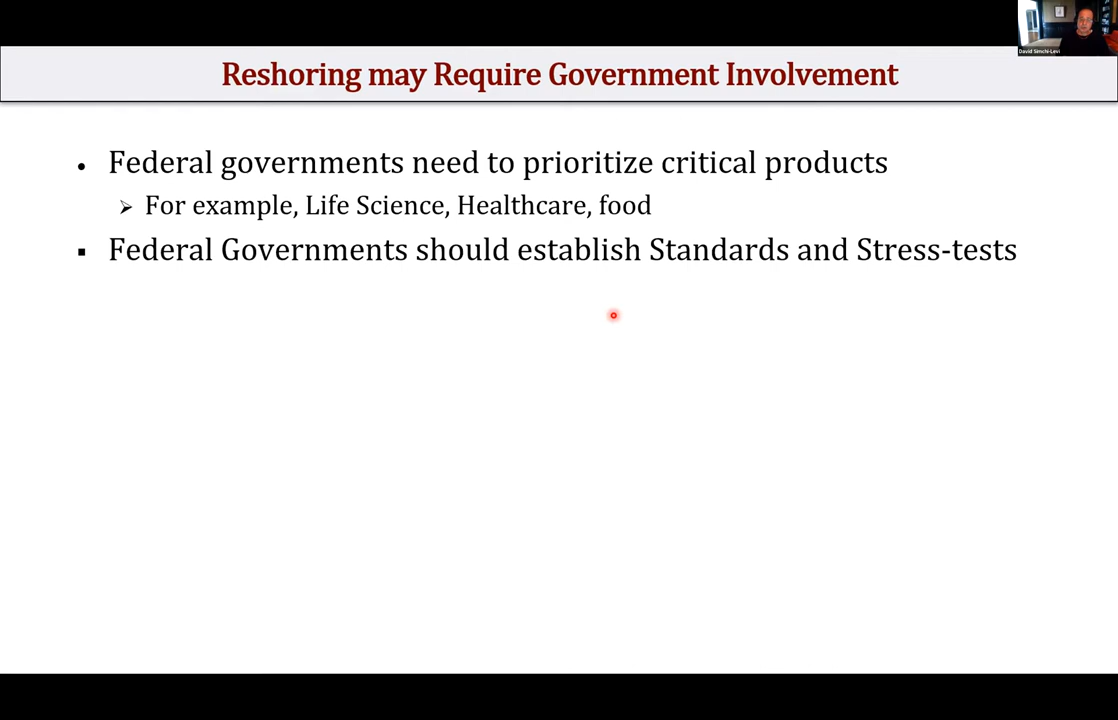 David Simchi-Levi
Reshoring may Require Government Involvement
• Federal governments need to prioritize critical products
➢ For example, Life Science, Healthcare, food
▪ Federal Governments should establish Standards and Stress-tests